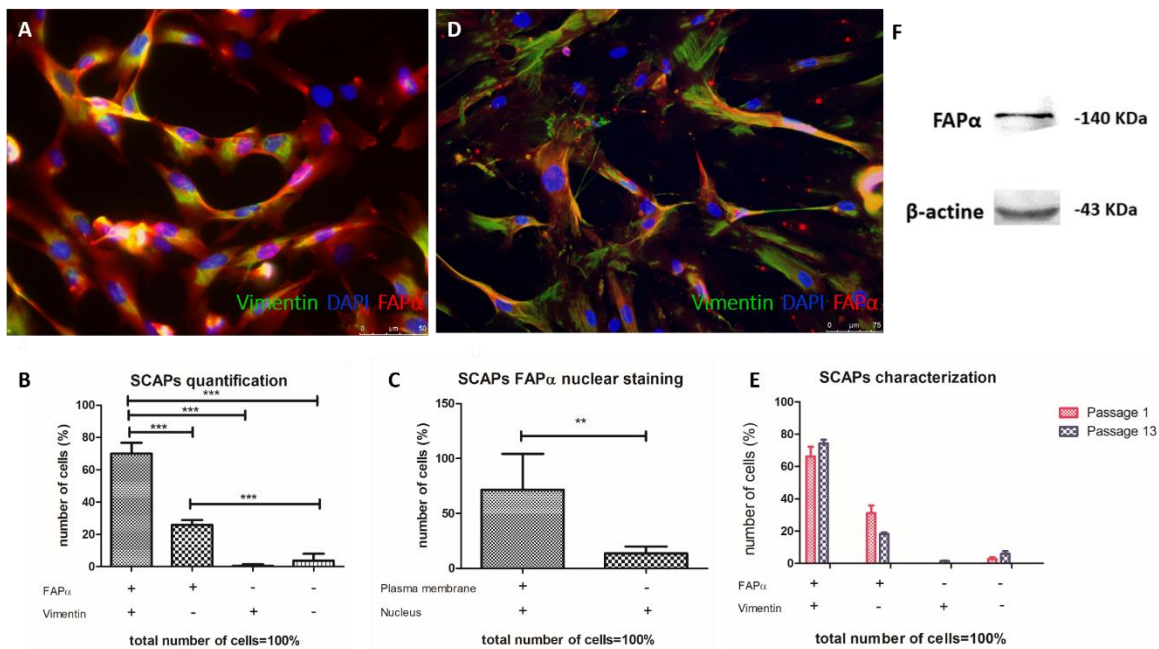 A
Vimentin DAPI FAPα
0 µm 50
D
Vimentin DAPI FAPα
0 µm 75
F
FAPα -140 KDa
β-actine -43 KDa
B
SCAPs quantification
***
***
***
***
number of cells (%)
100
80
60
40
20
0
FAPα + + - -
Vimentin + - + -
total number of cells=100%
C
SCAPs FAPα nuclear staining
**
number of cells (%)
150
100
50
0
Plasma membrane + -
Nucleus + +
total number of cells=100%
E
SCAPs characterization
number of cells (%)
100
80
60
40
20
0
FAPα + + - -
Vimentin + - + -
total number of cells=100%
Passage 1
Passage 13